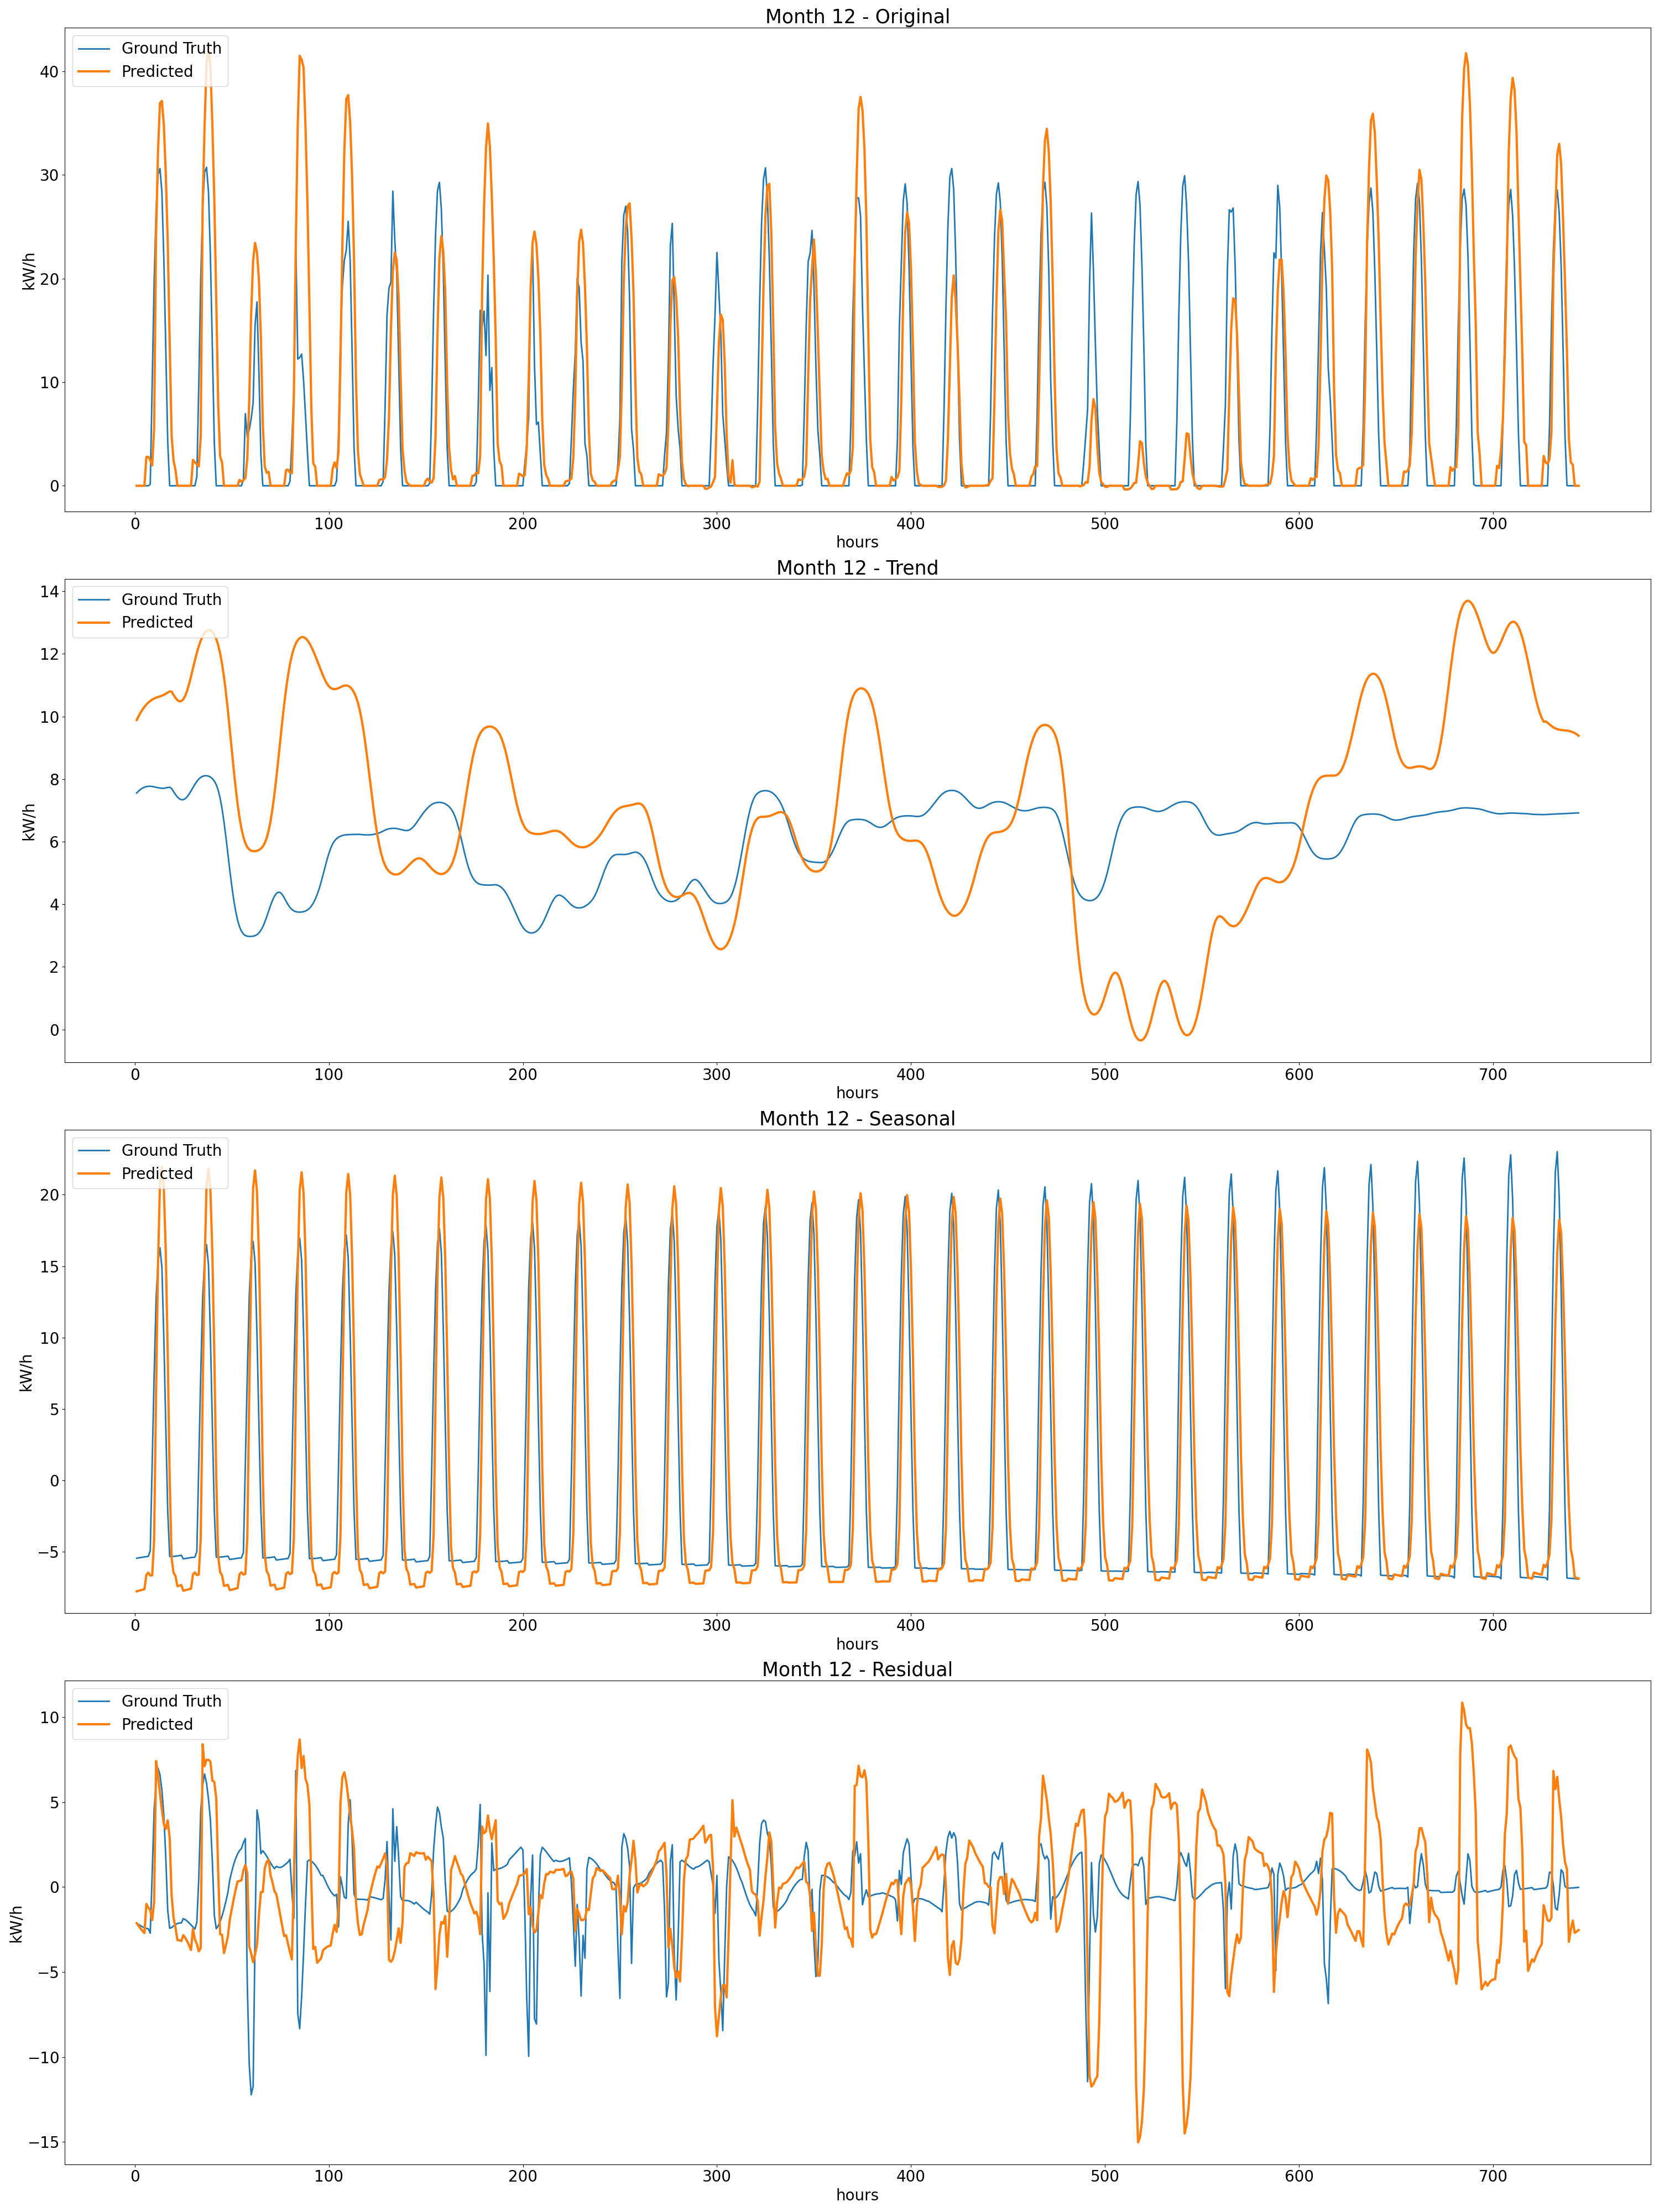 Month 12 - Original
Ground Truth
Predicted
kW/h
40
30
20
10
0
0 100 200 300 400 500 600 700
hours
Month 12 - Trend
Ground Truth
Predicted
kW/h
14
12
10
8
6
4
2
0
0 100 200 300 400 500 600 700
hours
Month 12 - Seasonal
Ground Truth
Predicted
kW/h
20
15
10
5
0
−5
0 100 200 300 400 500 600 700
hours
Month 12 - Residual
Ground Truth
Predicted
kW/h
10
5
0
−5
−10
−15
0 100 200 300 400 500 600 700
hours